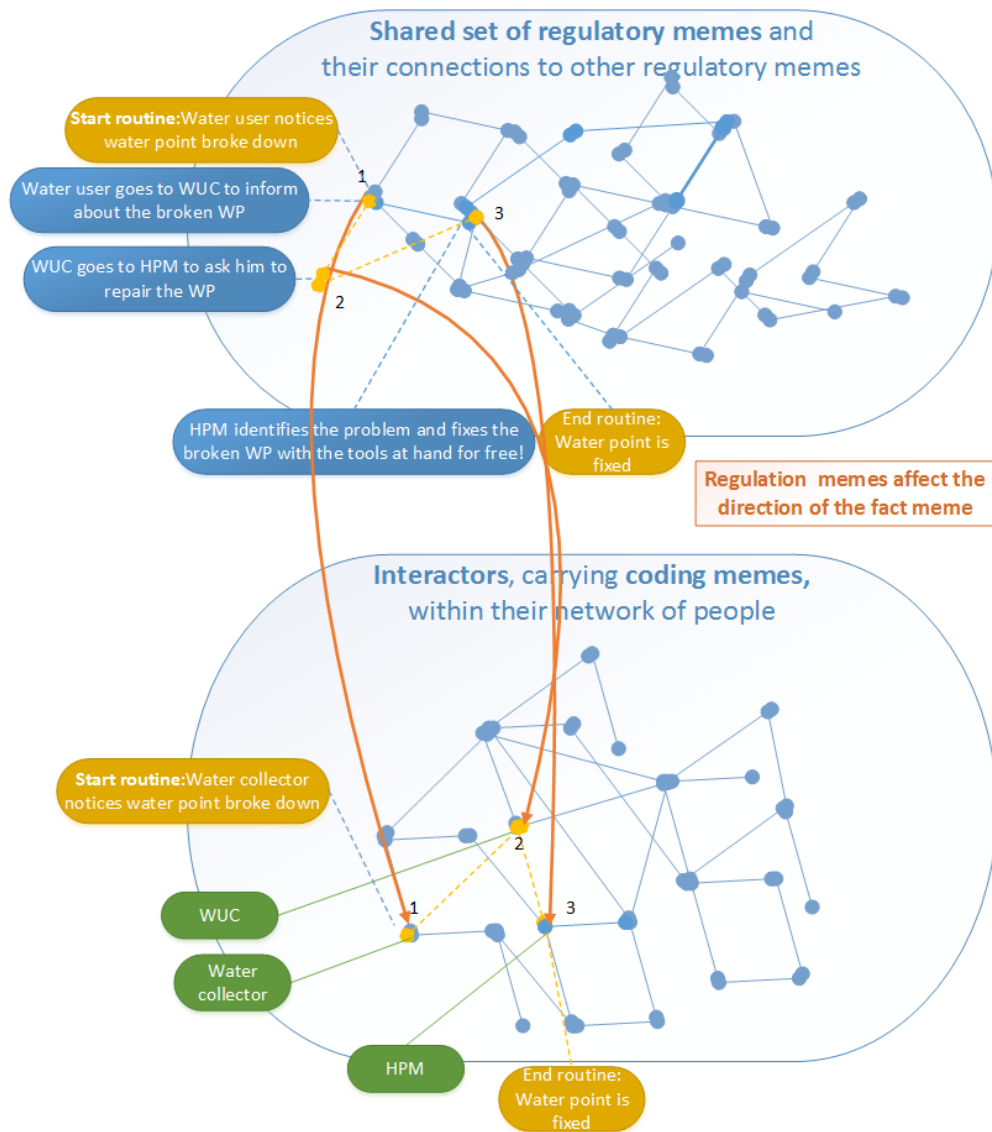 Shared set of regulatory memes and
their connections to other regulatory memes
Start routine:Water user notices
water point broke down
1
Water user goes to WUC to inform
about the broken WP
3
WUC goes to HPM to ask him to
repair the WP
2
HPM identifies the problem and fixes the
broken WP with the tools at hand for free!
End routine:
Water point is
fixed
Regulation memes affect the
direction of the fact meme
Interactors, carrying coding memes,
within their network of people
Start routine:Water collector
notices water point broke down
2
1
3
WUC
Water
collector
HPM
End routine:
Water point is
fixed